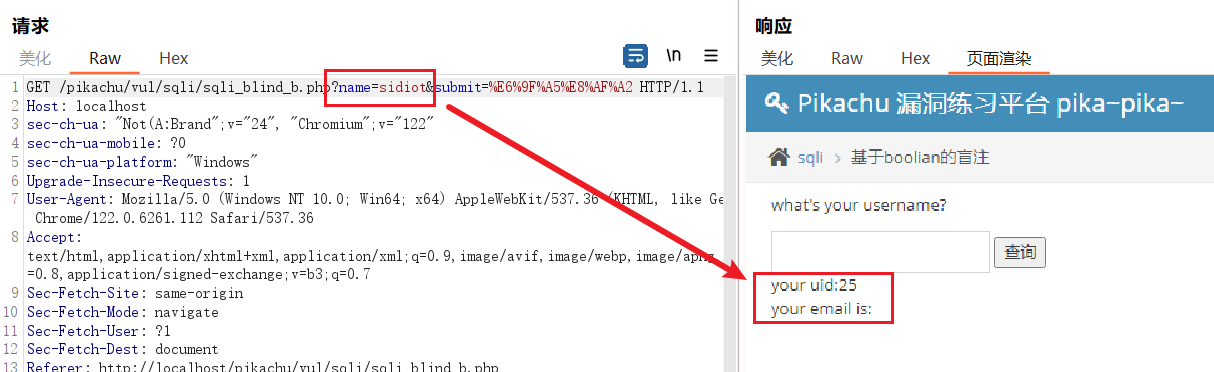 请求
美化 Raw Hex \n
1 GET /pikachu/vul/sqli/sqli_blind_b.php?name=sidiot&submit=%E6%9F%A5%E8%AF%A2 HTTP/1.1
2 Host: localhost
3 sec-ch-ua: "Not(A:Brand";v="24", "Chromium";v="122"
4 sec-ch-ua-mobile: ?0
5 sec-ch-ua-platform: "Windows"
6 Upgrade-Insecure-Requests: 1
7 User-Agent: Mozilla/5.0 (Windows NT 10.0; Win64; x64) AppleWebKit/537.36 (KHTML, like Ge
Chrome/122.0.6261.112 Safari/537.36
8 Accept:
text/html,application/xhtml+xml,application/xml;q=0.9,image/avif,image/webp,image/apng,
=0.8,application/signed-exchange;v=b3;q=0.7
9 Sec-Fetch-Site: same-origin
10 Sec-Fetch-Mode: navigate
11 Sec-Fetch-User: ?1
12 Sec-Fetch-Dest: document
13 Referer: http://localhost/pikachu/vul/sqli/sqli_blind_b.php
响应
美化 Raw Hex 页面渲染
Pikachu 漏洞练习平台 pika~pika~
sqli > 基于boolian的盲注
what's your username?
查询
your uid:25
your email is: